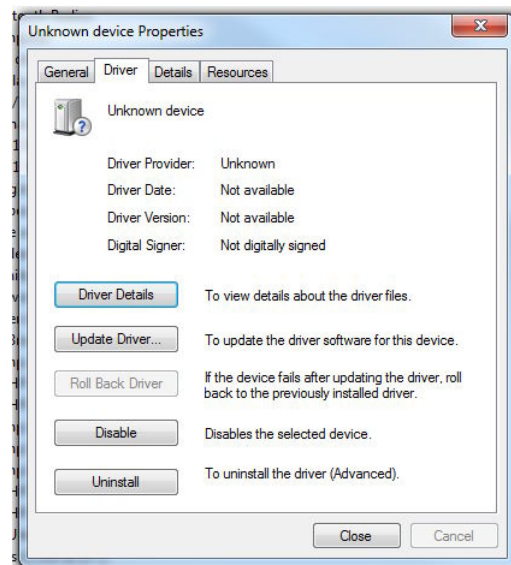 Unknown device Properties
General Driver Details Resources
Unknown device
Driver Provider: Unknown
Driver Date: Not available
Driver Version: Not available
Digital Signer: Not digitally signed
Driver Details To view details about the driver files.
Update Driver... To update the driver software for this device.
Roll Back Driver If the device fails after updating the driver, roll
back to the previously installed driver.
Disable Disables the selected device.
Uninstall To uninstall the driver (Advanced).
Close Cancel